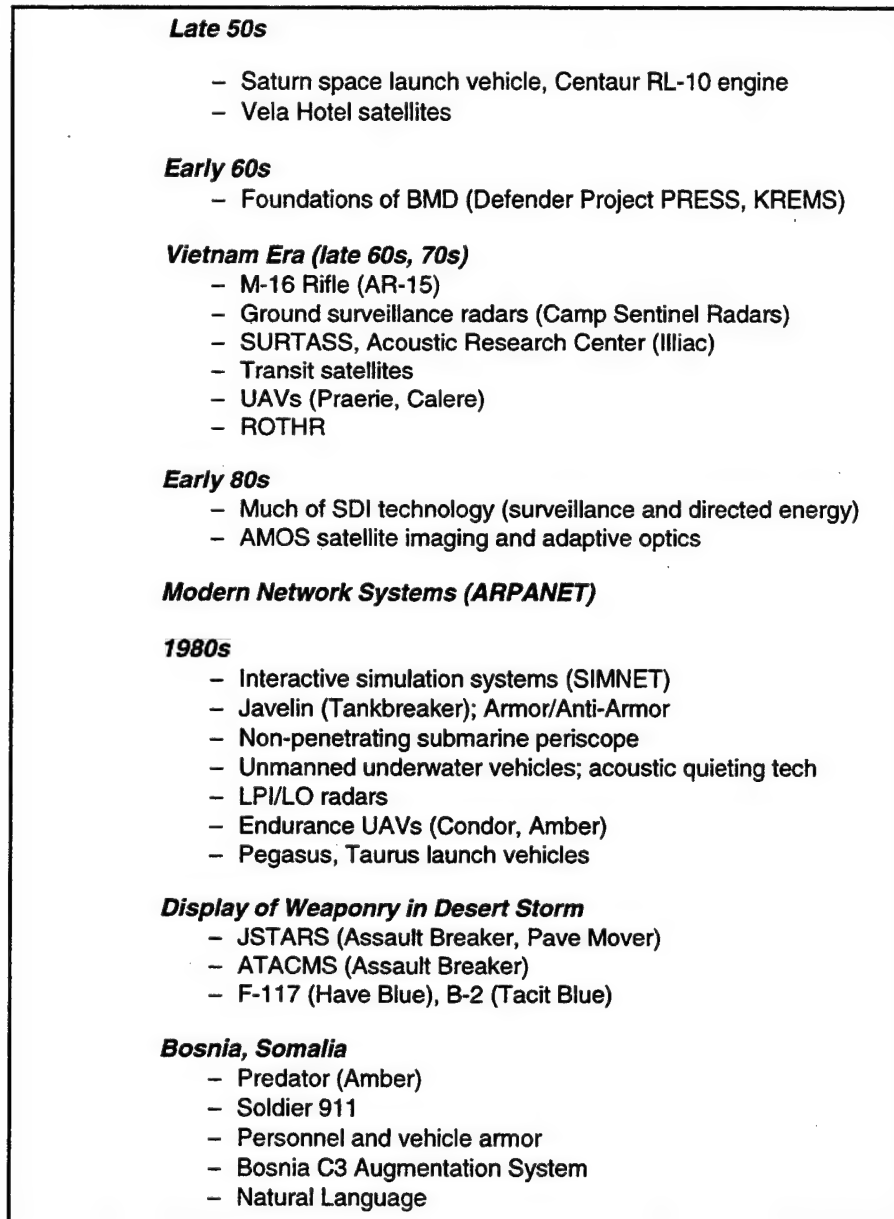 Late 50s
– Saturn space launch vehicle, Centaur RL-10 engine
– Vela Hotel satellites
Early 60s
– Foundations of BMD (Defender Project PRESS, KREMS)
Vietnam Era (late 60s, 70s)
– M-16 Rifle (AR-15)
– Ground surveillance radars (Camp Sentinel Radars)
– SURTASS, Acoustic Research Center (Illiac)
– Transit satellites
– UAVs (Praerie, Calere)
– ROTHR
Early 80s
– Much of SDI technology (surveillance and directed energy)
– AMOS satellite imaging and adaptive optics
Modern Network Systems (ARPANET)
1980s
– Interactive simulation systems (SIMNET)
– Javelin (Tankbreaker); Armor/Anti-Armor
– Non-penetrating submarine periscope
– Unmanned underwater vehicles; acoustic quieting tech
– LPI/LO radars
– Endurance UAVs (Condor, Amber)
– Pegasus, Taurus launch vehicles
Display of Weaponry in Desert Storm
– JSTARS (Assault Breaker, Pave Mover)
– ATACMS (Assault Breaker)
– F-117 (Have Blue), B-2 (Tacit Blue)
Bosnia, Somalia
– Predator (Amber)
– Soldier 911
– Personnel and vehicle armor
– Bosnia C3 Augmentation System
– Natural Language